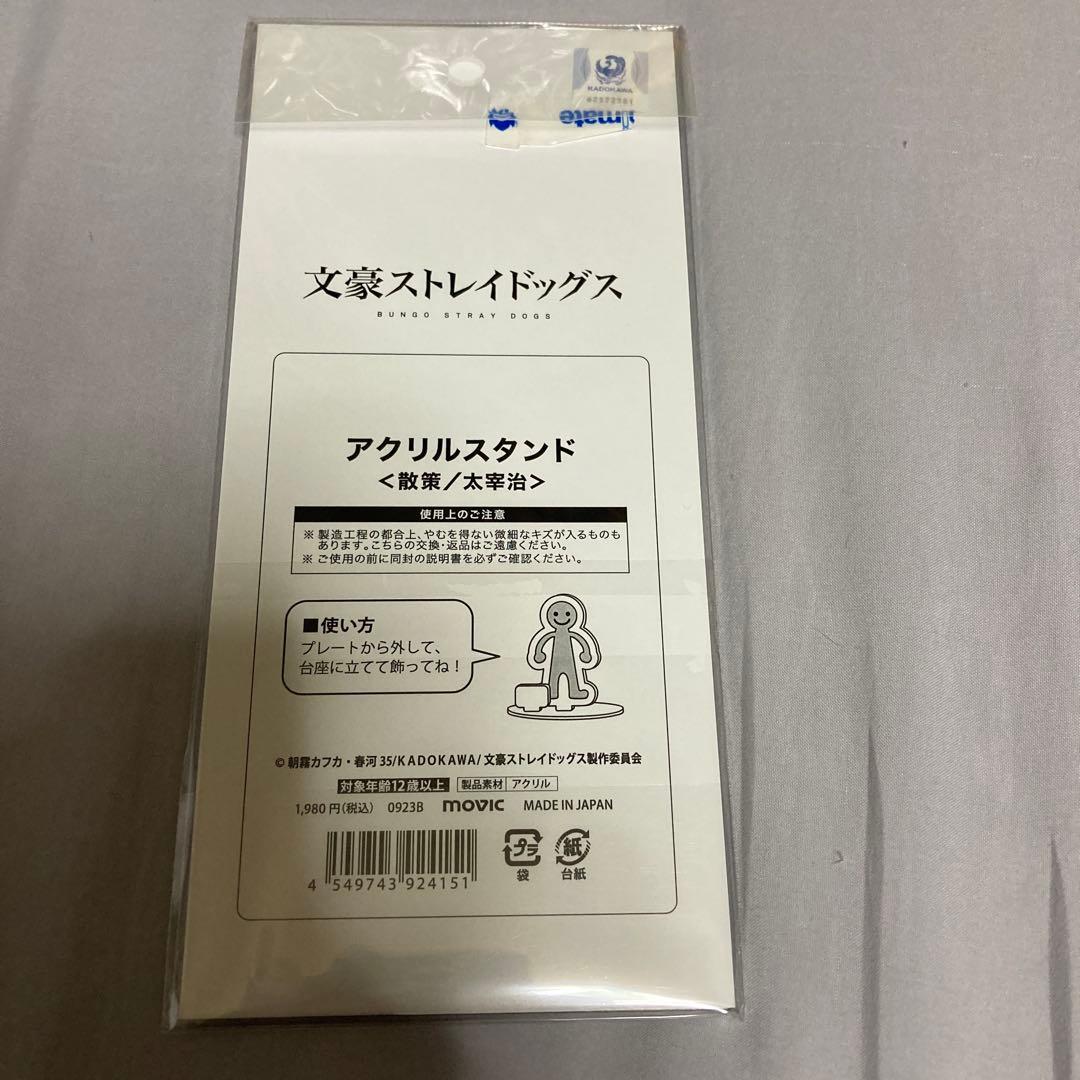 KADOKAWA
mate
文豪ストレイドッグス
BUNGO STRAY DOGS
アクリルスタンド
<散策/太宰治>
使用上のご注意
※ 製造工程の都合上、やむを得ない微細なキズが入るものも
あります。こちらの交換・返品はご遠慮ください。
※ ご使用の前に同封の説明書を必ずご確認ください。
■使い方
プレートから外して、
台座に立てて飾ってね!
© 朝霧カフカ・春河35/KADOKAWA/文豪ストレイドッグス製作委員会
対象年齢12歳以上 製品素材 アクリル
1,980円(税込) 0923B movic MADE IN JAPAN
プラ 紙
袋 台紙
4 549743 924151